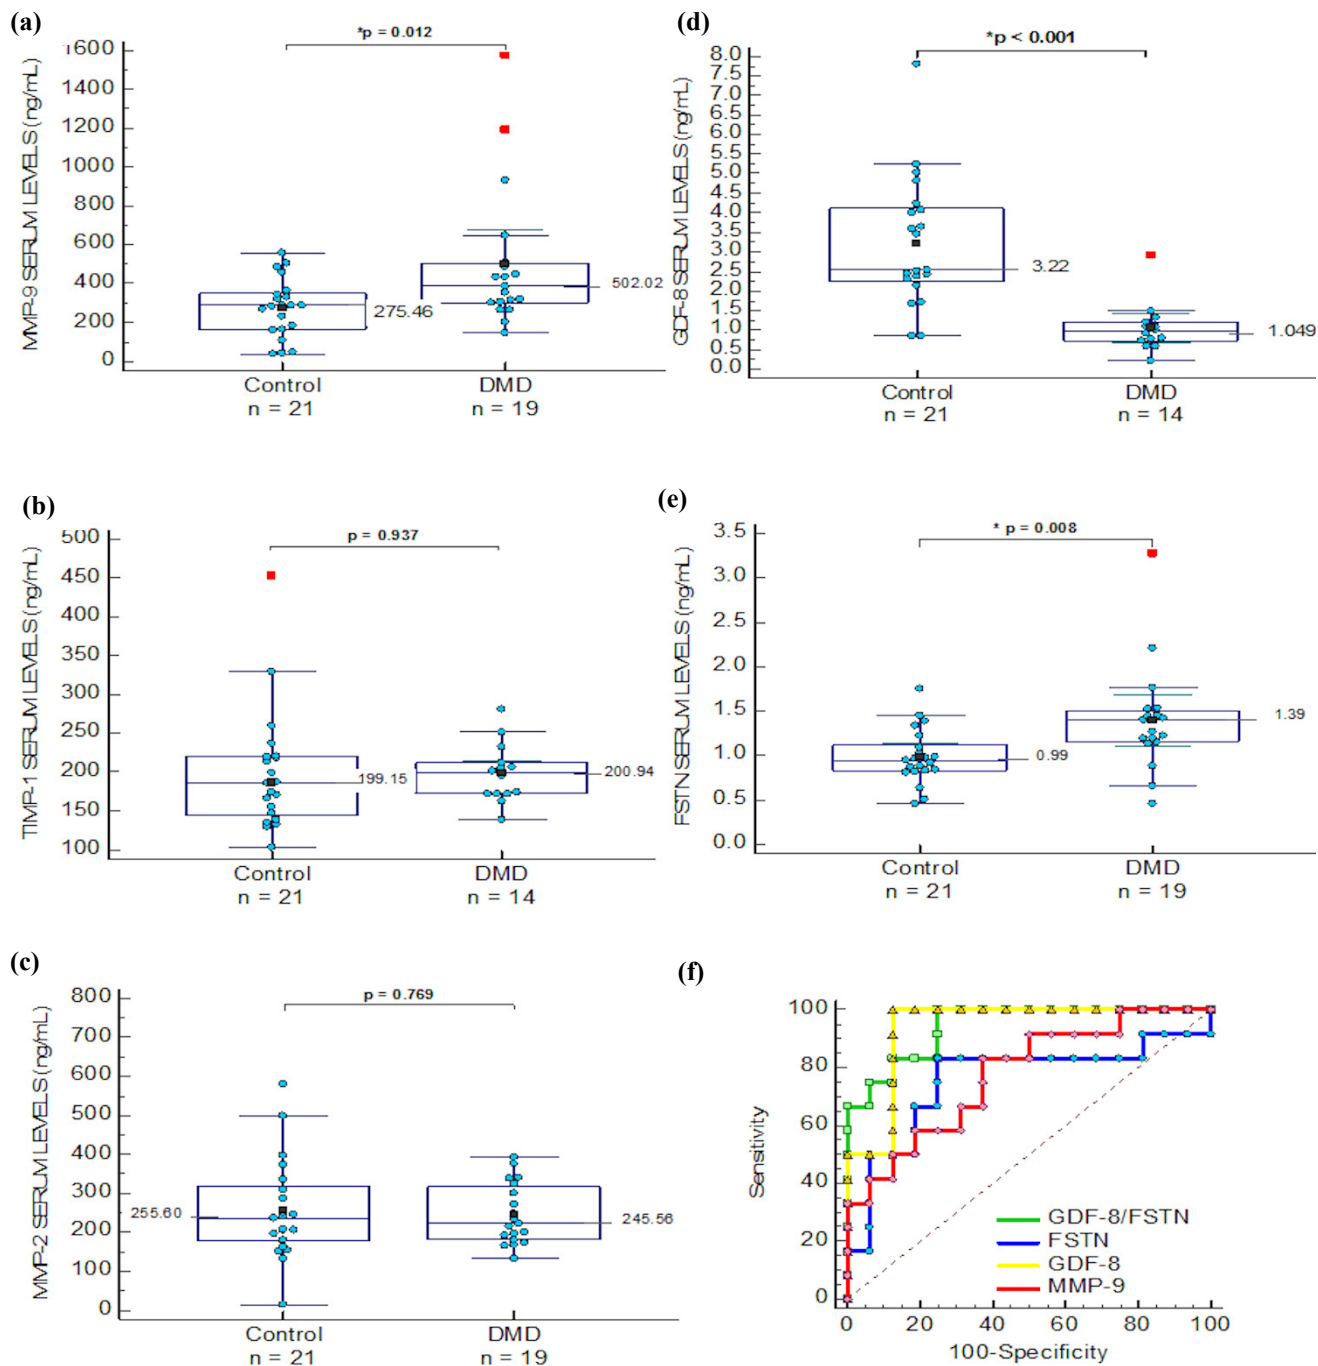 (a)
*p = 0.012
MMP-9 SERUM LEVELS (ng/mL)
1600
1400
1200
1000
800
600
400
200
0
275.46
502.02
Control
n = 21
DMD
n = 19
(d)
*p < 0.001
GDF-8 SERUM LEVELS (ng/mL)
8.5
8.0
7.5
7.0
6.5
6.0
5.5
5.0
4.5
4.0
3.5
3.0
2.5
2.0
1.5
1.0
0.5
0.0
3.22
1.049
Control
n = 21
DMD
n = 14
(b)
p = 0.937
TIMP-1 SERUM LEVELS (ng/mL)
500
450
400
350
300
250
200
150
100
199.15
200.94
Control
n = 21
DMD
n = 14
(e)
* p = 0.008
FSTN SERUM LEVELS (ng/mL)
3.5
3.0
2.5
2.0
1.5
1.0
0.5
0.0
0.99
1.39
Control
n = 21
DMD
n = 19
(c)
p = 0.769
MMP-2 SERUM LEVELS (ng/mL)
800
700
600
500
400
300
200
100
0
255.60
245.56
Control
n = 21
DMD
n = 19
(f)
Sensitivity
100
80
60
40
20
0
GDF-8/FSTN
FSTN
GDF-8
MMP-9
0 20 40 60 80 100
100-Specificity